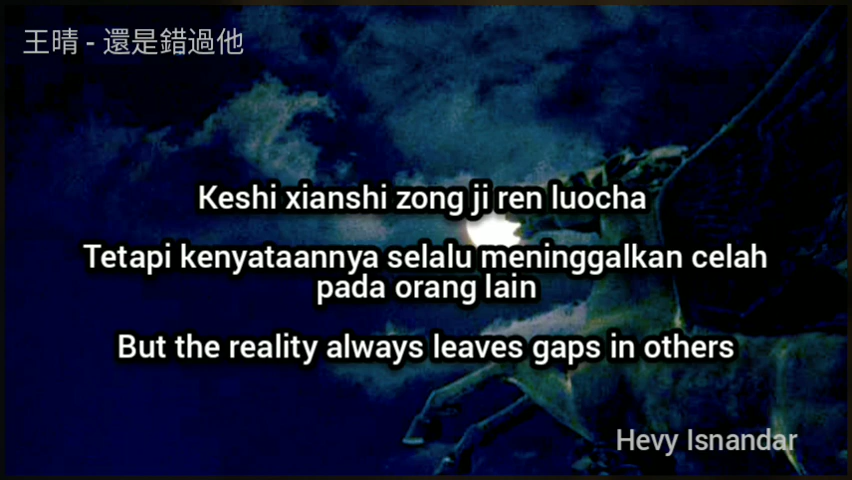 王晴 - 還是錯過他
Keshi xianshi zong ji ren luocha
Tetapi kenyataannya selalu meninggalkan celah
pada orang lain
But the reality always leaves gaps in others
Hevy Isnandar